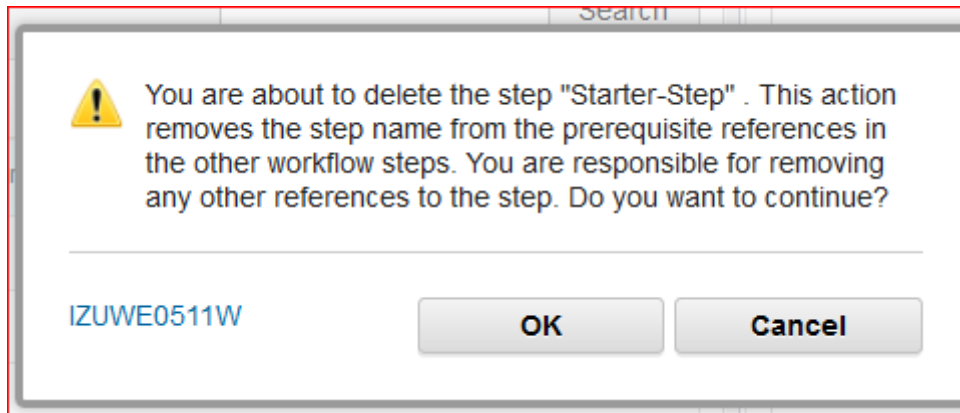 Search
You are about to delete the step "Starter-Step" . This action
removes the step name from the prerequisite references in
the other workflow steps. You are responsible for removing
any other references to the step. Do you want to continue?
IZUWE0511W
OK
Cancel